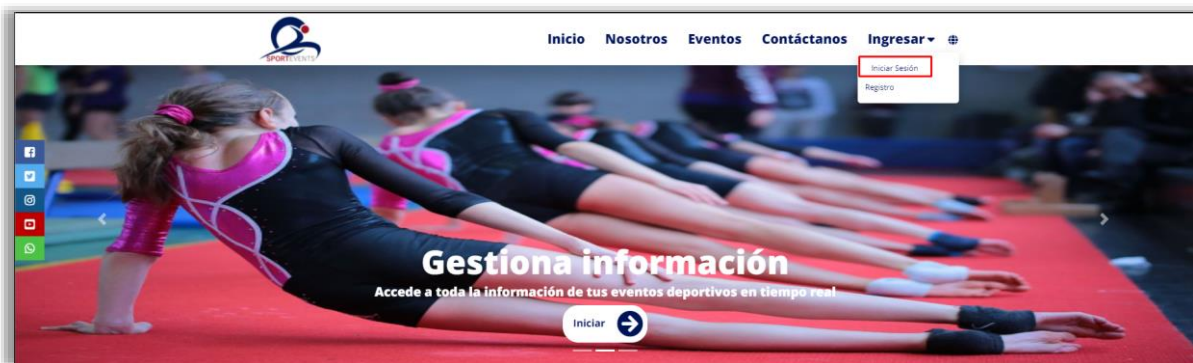 SPORTEVENTS
Inicio Nosotros Eventos Contáctanos Ingresar
Iniciar Sesión
Registro
Gestiona información
Accede a toda la información de tus eventos deportivos en tiempo real
Iniciar